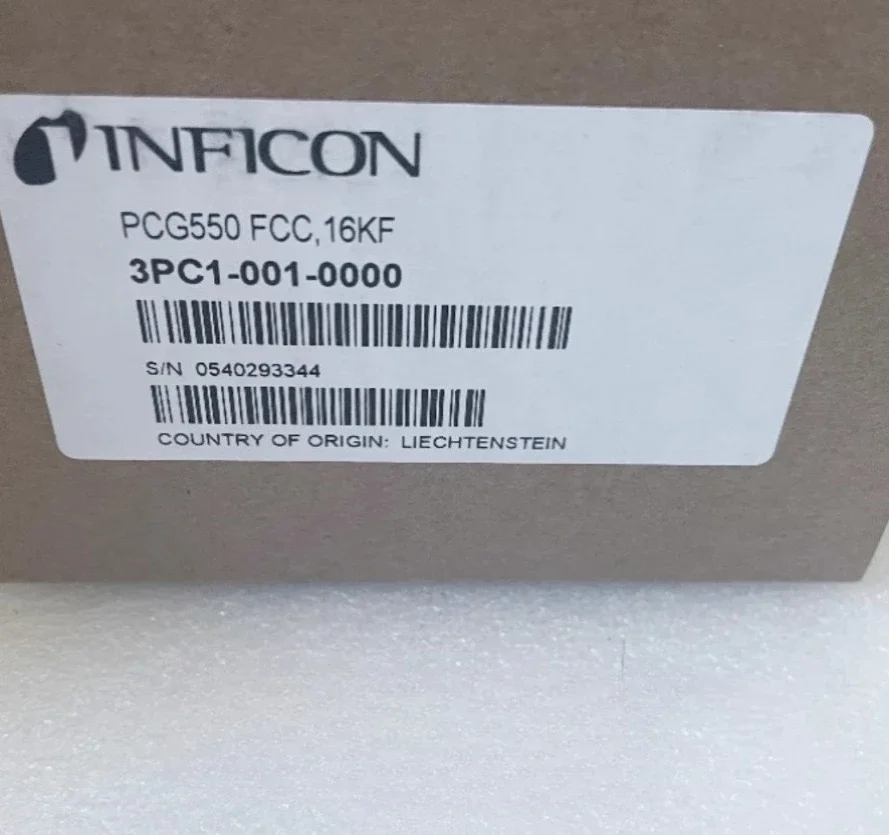 INFICON
PCG550 FCC,16KF
3PC1-001-0000
S/N 0540293344
COUNTRY OF ORIGIN: LIECHTENSTEIN